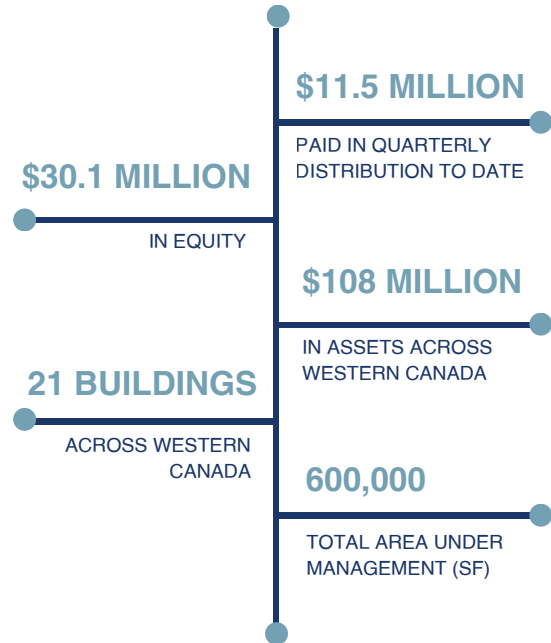 $11.5 MILLION
PAID IN QUARTERLY
DISTRIBUTION TO DATE
$30.1 MILLION
IN EQUITY
$108 MILLION
IN ASSETS ACROSS
WESTERN CANADA
21 BUILDINGS
ACROSS WESTERN
CANADA
600,000
TOTAL AREA UNDER
MANAGEMENT (SF)